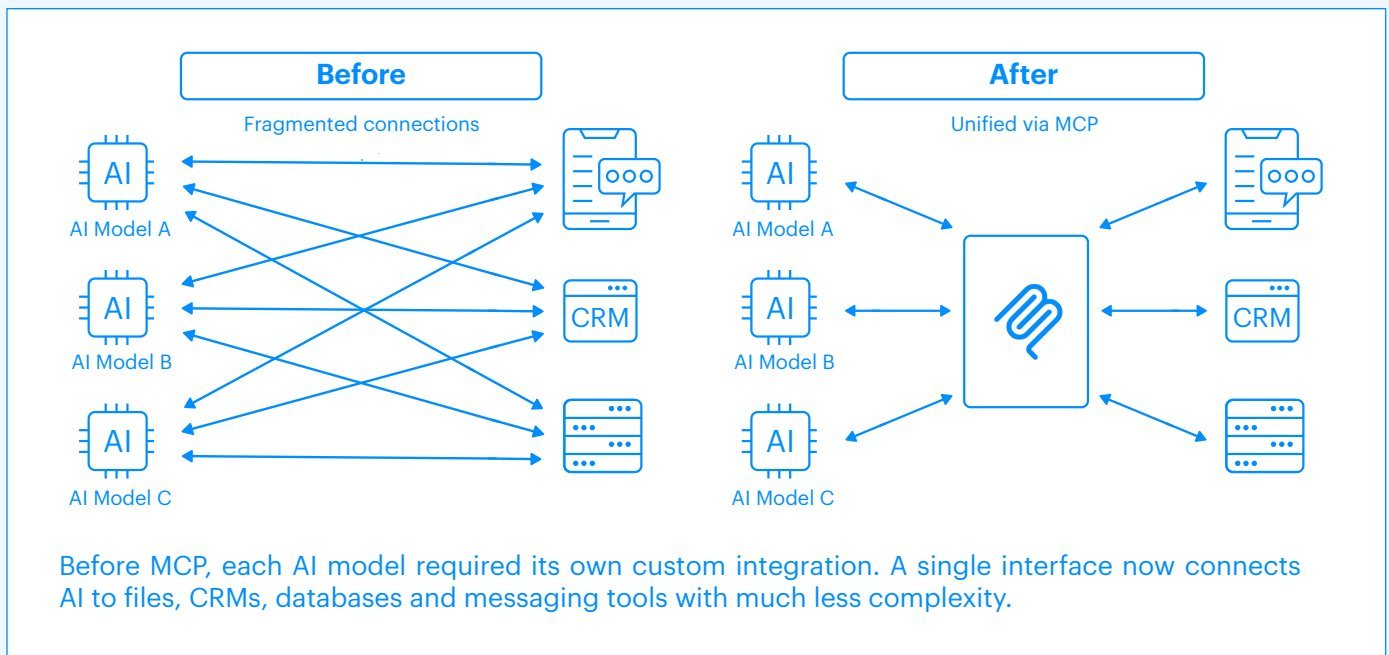 Before
Fragmented connections
AI
AI Model A
AI
AI Model B
CRM
AI
AI Model C
After
Unified via MCP
AI
AI Model A
AI
AI Model B
CRM
AI
AI Model C
Before MCP, each AI model required its own custom integration. A single interface now connects
AI to files, CRMs, databases and messaging tools with much less complexity.